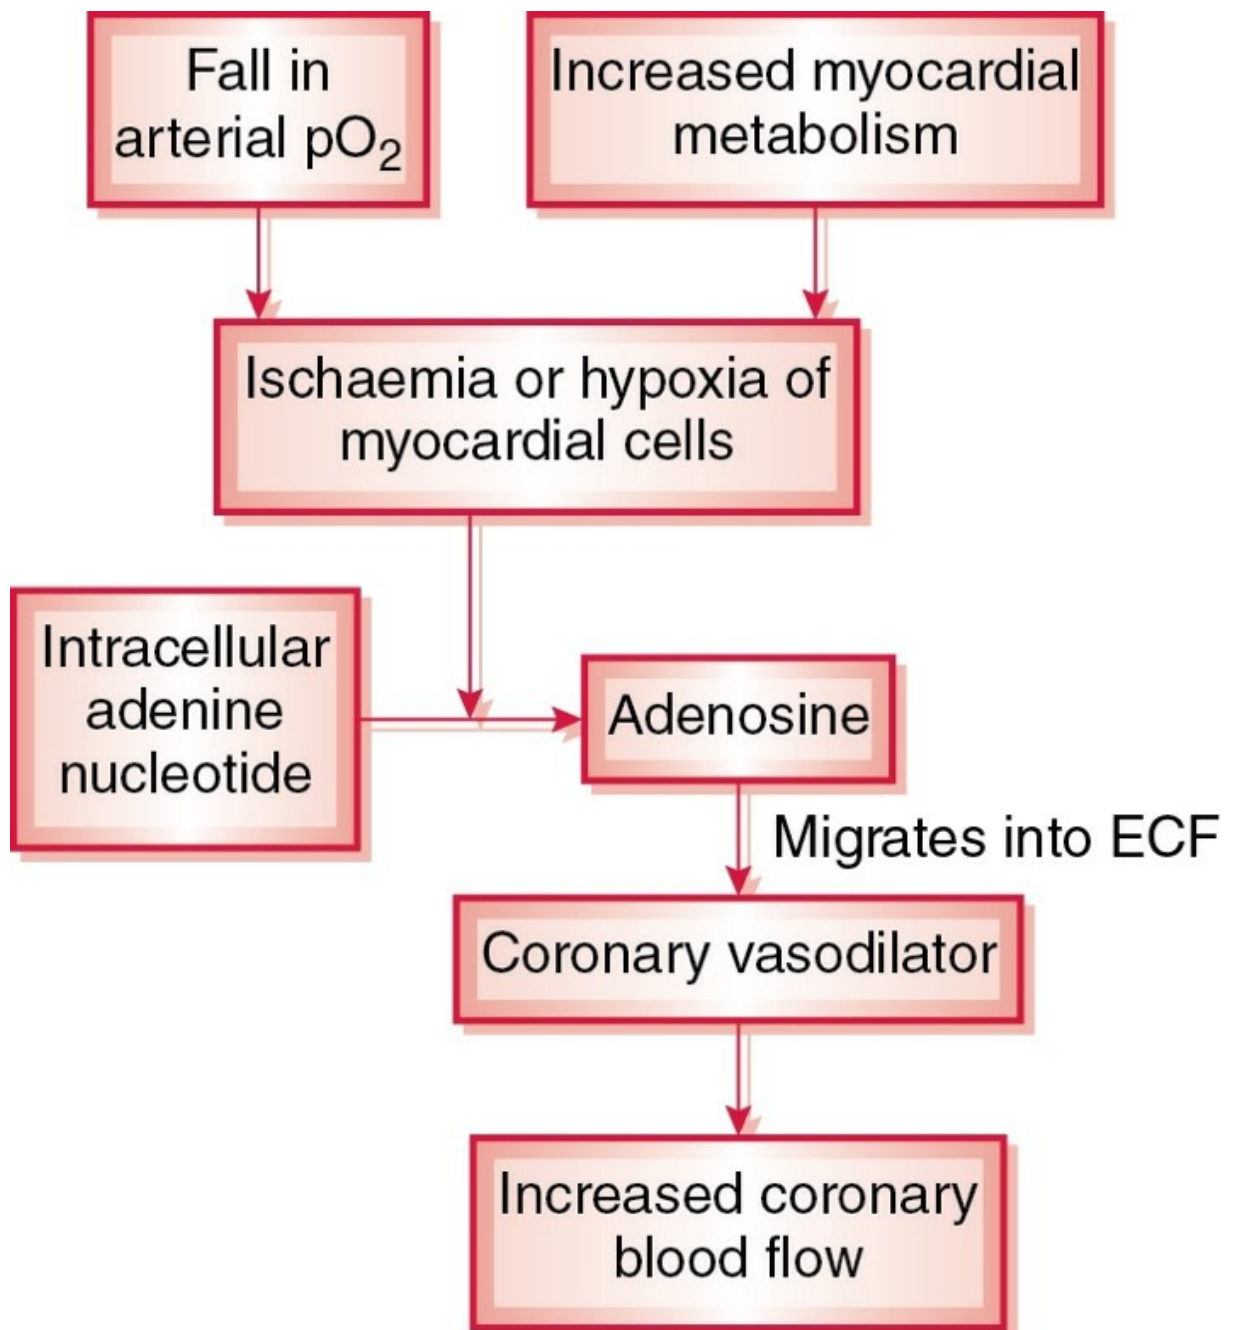 Fall in
arterial pO₂
Increased myocardial
metabolism
Ischaemia or hypoxia of
myocardial cells
Intracellular
adenine
nucleotide
Adenosine
Migrates into ECF
Coronary vasodilator
Increased coronary
blood flow